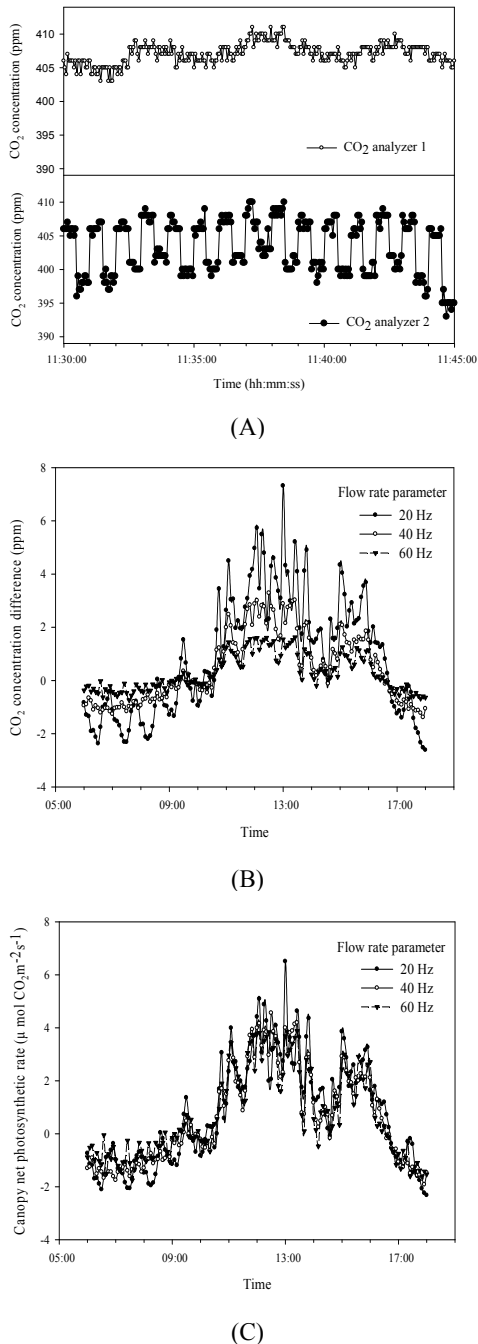 CO2 concentration (ppm)
410
405
400
395
390
CO2 analyzer 1
CO2 concentration (ppm)
410
405
400
395
390
CO2 analyzer 2
11:30:00 11:35:00 11:40:00 11:45:00
Time (hh:mm:ss)
(A)
CO2 concentration difference (ppm)
8
6
4
2
0
-2
-4
Flow rate parameter
20 Hz
40 Hz
60 Hz
05:00 09:00 13:00 17:00
Time
(B)
Canopy net photosynthetic rate (μ mol CO2m-2s-1)
8
6
4
2
0
-2
-4
Flow rate parameter
20 Hz
40 Hz
60 Hz
05:00 09:00 13:00 17:00
Time
(C)